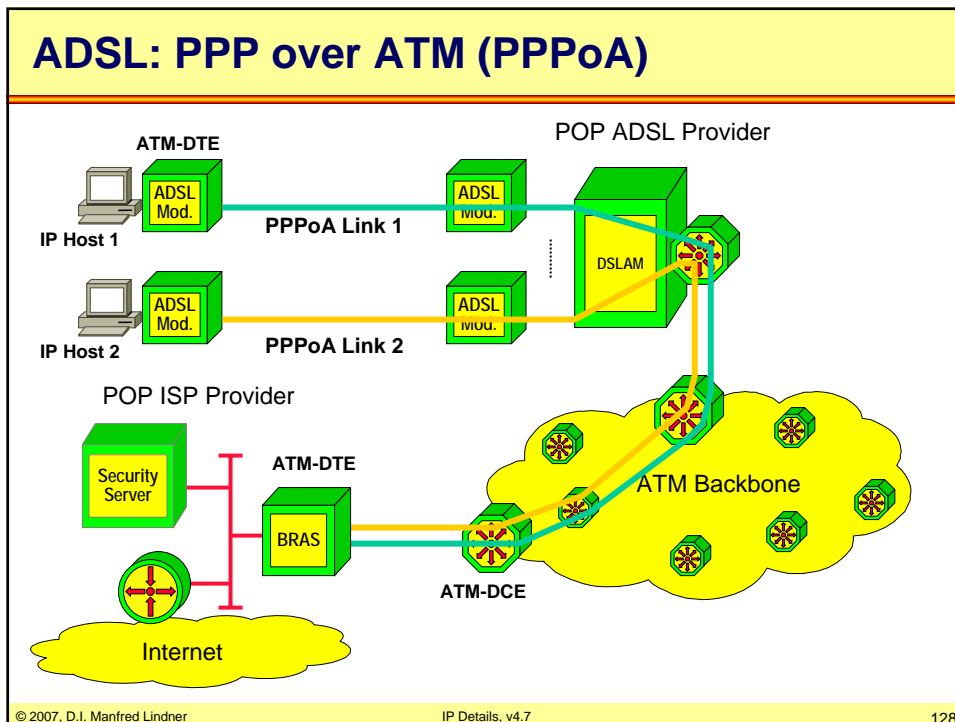 ADSL: PPP over ATM (PPPoA)
POP ADSL Provider
ATM-DTE
ADSL
Mod.
ADSL
Mod.
PPPoA Link 1
IP Host 1
DSLAM
ADSL
Mod.
ADSL
Mod.
PPPoA Link 2
IP Host 2
POP ISP Provider
ATM-DTE
Security
Server
BRAS
ATM Backbone
ATM-DCE
Internet
© 2007, D.I. Manfred Lindner
IP Details, v4.7
128